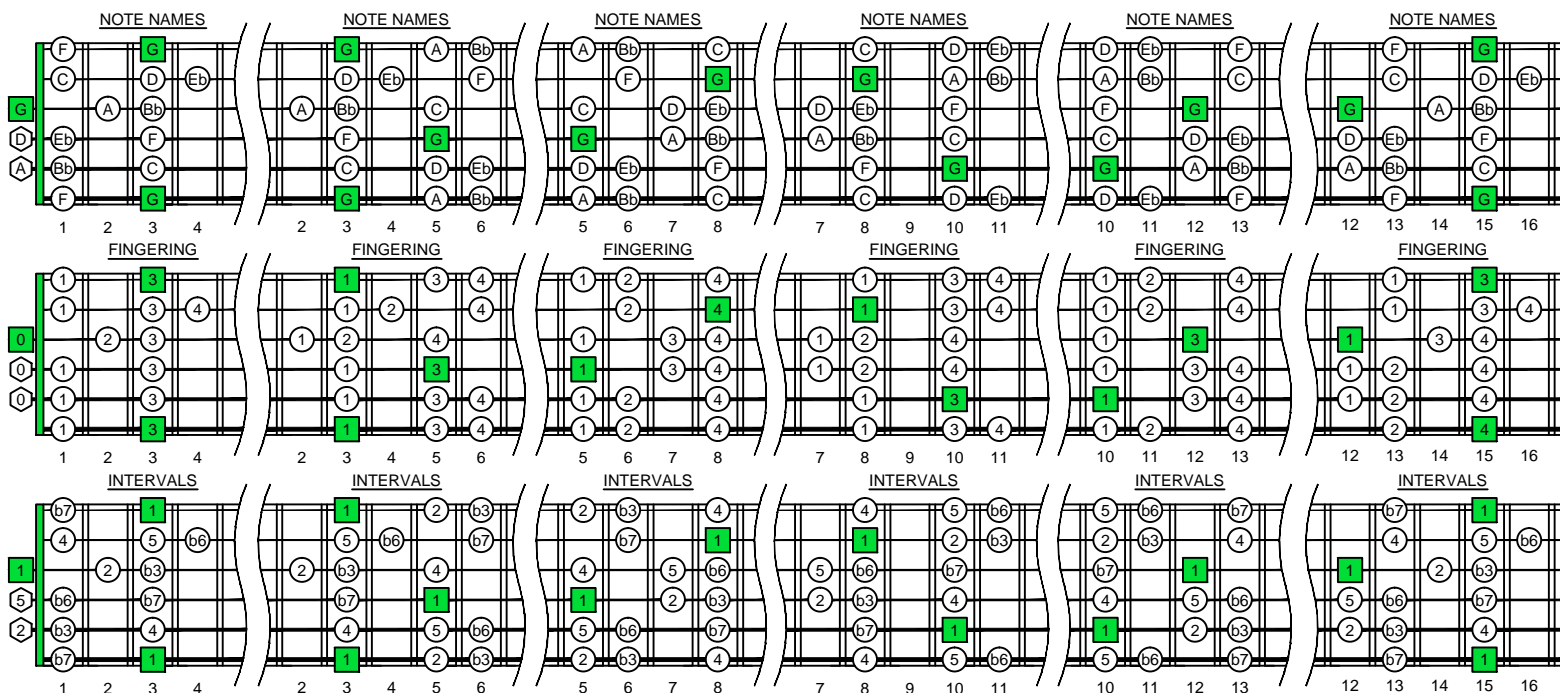 NOTE NAMES NOTE NAMES NOTE NAMES NOTE NAMES NOTE NAMES NOTE NAMES
F G G A Bb A Bb C C D Eb D Eb F F G
C D Eb D Eb F F G G A Bb A Bb C C D Eb
G A Bb A Bb C C D Eb D Eb F F G G A Bb
D Eb F F G G A Bb A Bb C C D Eb D Eb F
A Bb C C D Eb D Eb F F G G A Bb A Bb C
F G G A Bb A Bb C C D Eb D Eb F F G
1 2 3 4 2 3 4 5 6 5 6 7 8 7 8 9 10 11 10 11 12 13 12 13 14 15 16
FINGERING FINGERING FINGERING FINGERING FINGERING FINGERING
1 3 1 3 4 1 2 4 1 3 4 1 2 4 1 3
1 3 4 1 2 4 2 4 1 3 4 1 2 4 1 3 4
0 2 3 1 2 4 1 3 4 1 2 4 1 3 1 3 4
0 1 3 1 3 1 3 4 1 2 4 1 3 4 1 2 4
0 1 3 1 3 4 1 2 4 1 3 1 3 4 1 2 4
1 3 1 3 4 1 2 4 1 3 4 1 2 4 2 4
1 2 3 4 2 3 4 5 6 5 6 7 8 7 8 9 10 11 10 11 12 13 12 13 14 15 16
INTERVALS INTERVALS INTERVALS INTERVALS INTERVALS INTERVALS
b7 1 1 2 b3 2 b3 4 4 5 b6 5 b6 b7 b7 1
4 5 b6 5 b6 b7 b7 1 1 2 b3 2 b3 4 4 5 b6
1 2 b3 2 b3 4 4 5 b6 5 b6 b7 b7 1 1 2 b3
5 b6 b7 b7 1 1 2 b3 2 b3 4 4 5 b6 5 b6 b7
2 b3 4 4 5 b6 5 b6 b7 b7 1 1 2 b3 2 b3 4
b7 1 1 2 b3 2 b3 4 4 5 b6 5 b6 b7 b7 1
1 2 3 4 2 3 4 5 6 5 6 7 8 7 8 9 10 11 10 11 12 13 12 13 14 15 16